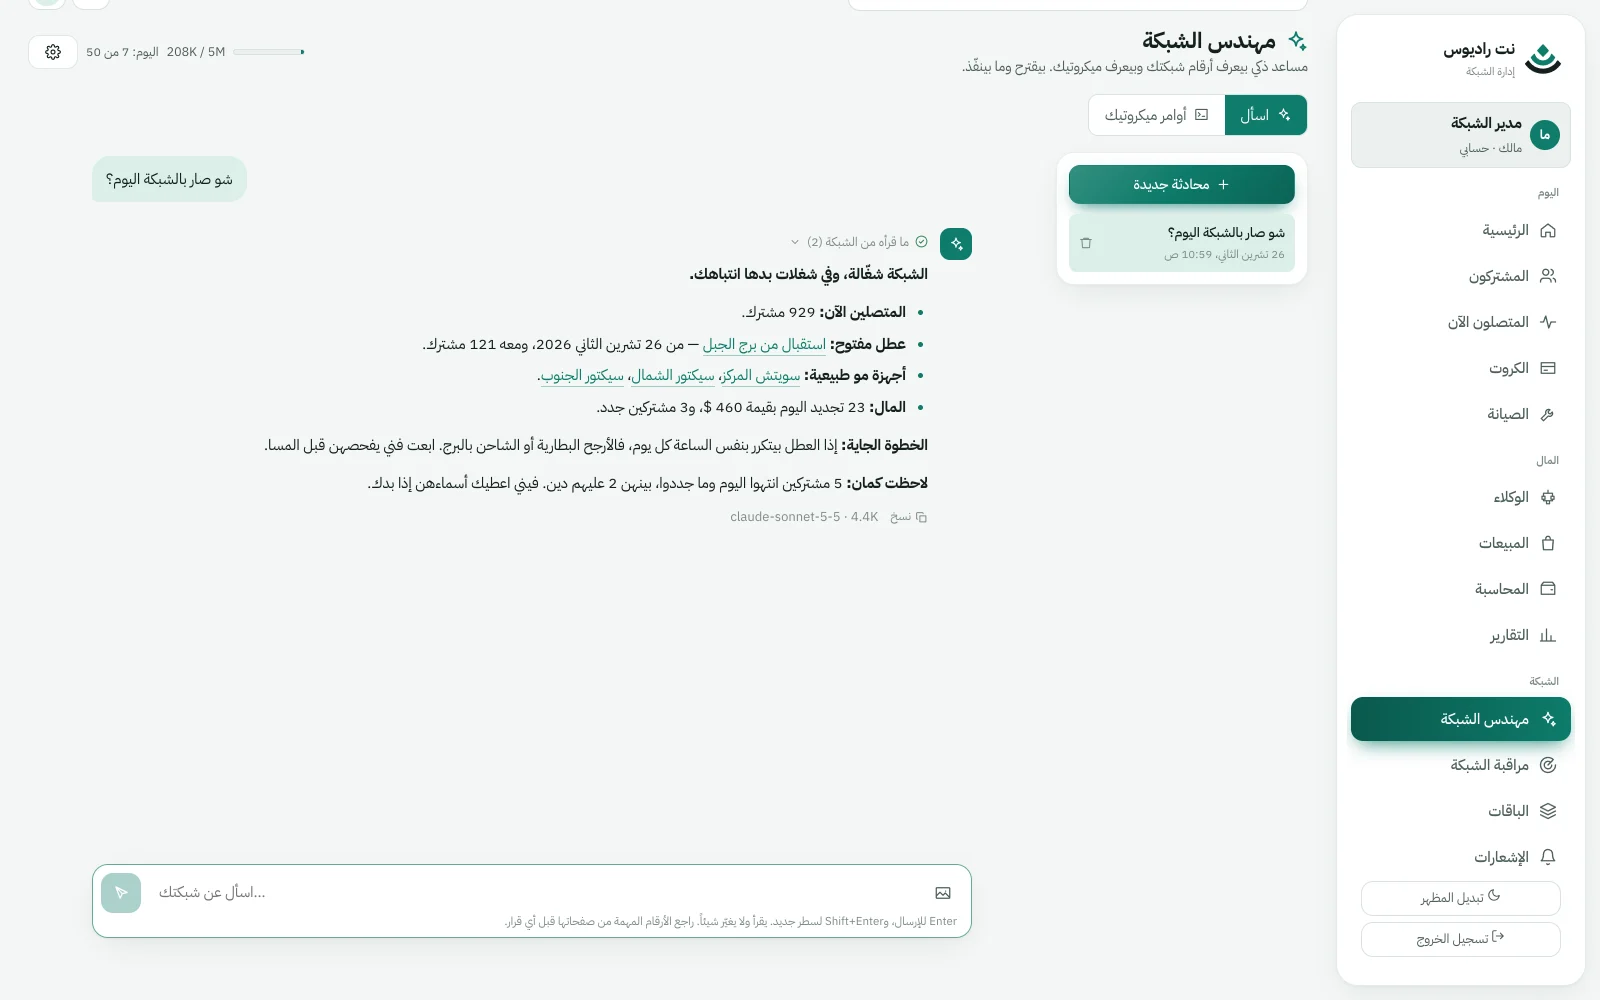 نت راديوس
إدارة الشبكة
ما
مدير الشبكة
مالك · حسابي
اليوم
الرئيسية
المشتركون
المتصلون الآن
الكروت
الصيانة
المال
الوكلاء
المبيعات
المحاسبة
التقارير
الشبكة
مهندس الشبكة
مراقبة الشبكة
الباقات
الإشعارات
تبديل المظهر
تسجيل الخروج
مهندس الشبكة
مساعد ذكي بيعرف أرقام شبكتك وبيعرف ميكروتيك. بيقترح وما بينفّذ.
208K / 5M اليوم: 7 من 50
اسأل
أوامر ميكروتيك
محادثة جديدة
شو صار بالشبكة اليوم؟
26 تشرين الثاني، 10:59 ص
شو صار بالشبكة اليوم؟
ما قرأه من الشبكة (2)
الشبكة شغّالة، وفي شغلات بدها انتباهك.
المتصلين الآن: 929 مشترك.
عطل مفتوح: استقبال من برج الجبل — من 26 تشرين الثاني 2026، ومعه 121 مشترك.
أجهزة مو طبيعية: سويتش المركز، سيكتور الشمال، سيكتور الجنوب.
المال: 23 تجديد اليوم بقيمة 460 $، و3 مشتركين جدد.
الخطوة الجاية: إذا العطل بيتكرر بنفس الساعة كل يوم، فالأرجح البطارية أو الشاحن بالبرج. ابعت فني يفحصهن قبل المسا.
لاحظت كمان: 5 مشتركين انتهوا اليوم وما جددوا، بينهن 2 عليهم دين. فيني اعطيك أسماءهن إذا بدك.
نسخ
claude-sonnet-5-5 · 4.4K
اسأل عن شبكتك...
Enter للإرسال، وShift+Enter لسطر جديد. يقرأ ولا يغيّر شيئاً. راجع الأرقام المهمة من صفحاتها قبل أي قرار.